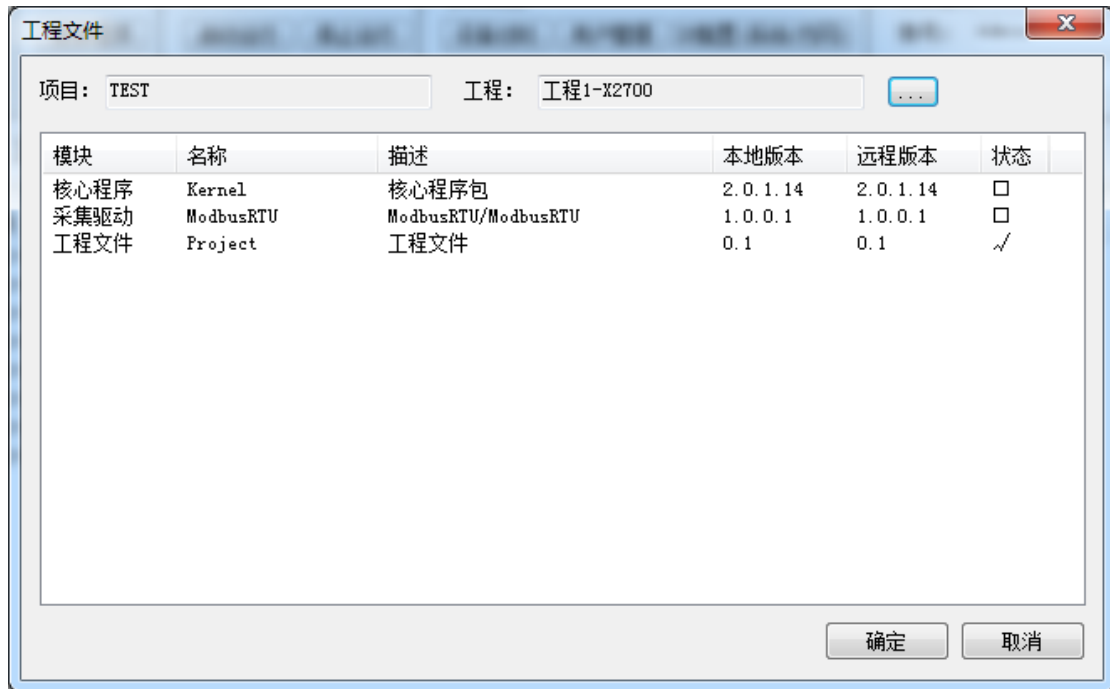 工程文件
项目: TEST 工程: 工程1-X2700 ...
模块 名称 描述 本地版本 远程版本 状态
核心程序 Kernel 核心程序包 2.0.1.14 2.0.1.14 □
采集驱动 ModbusRTU ModbusRTU/ModbusRTU 1.0.0.1 1.0.0.1 □
工程文件 Project 工程文件 0.1 0.1 √
确定 取消